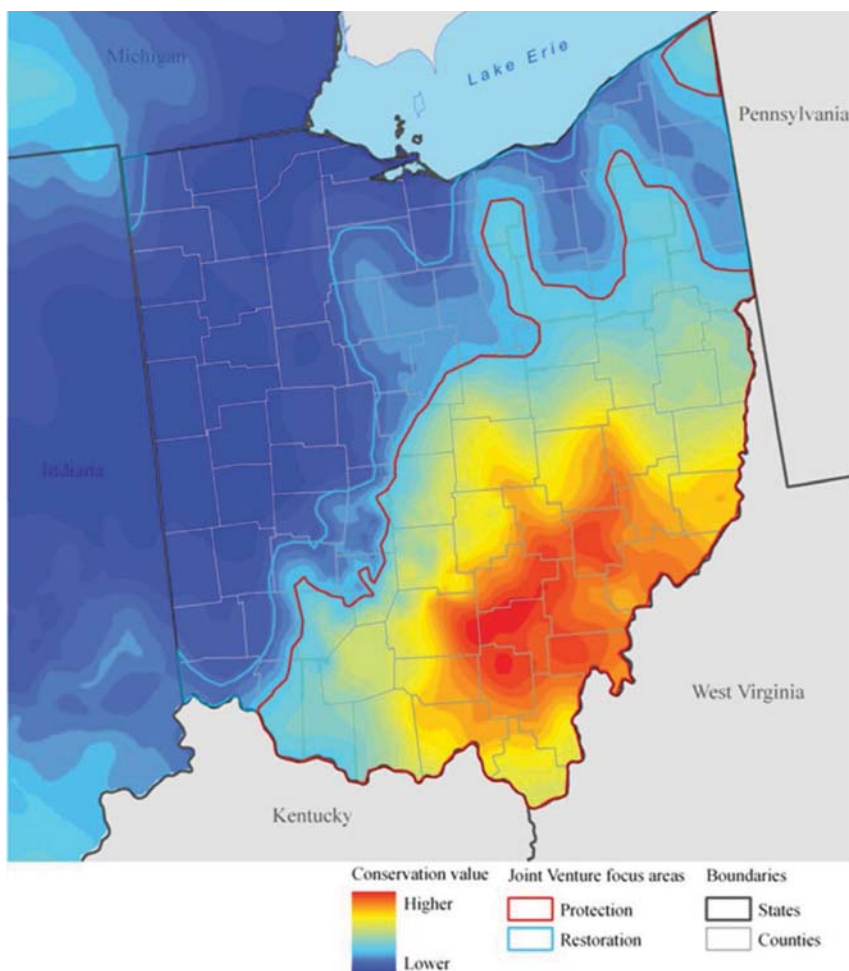 Michigan
Lake Erie
Pennsylvania
Indiana
West Virginia
Kentucky
Conservation value
Higher
Lower
Joint Venture focus areas
Protection
Restoration
Boundaries
States
Counties